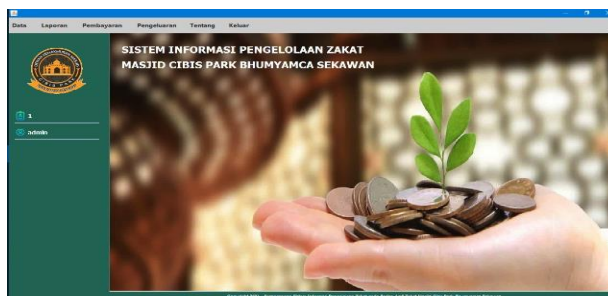 Data Laporan Pembayaran Pengeluaran Tentang Keluar
SISTEM INFORMASI PENGELOLAAN ZAKAT
MASJID CIBIS PARK BHUMYAMCA SEKAWAN
1
admin